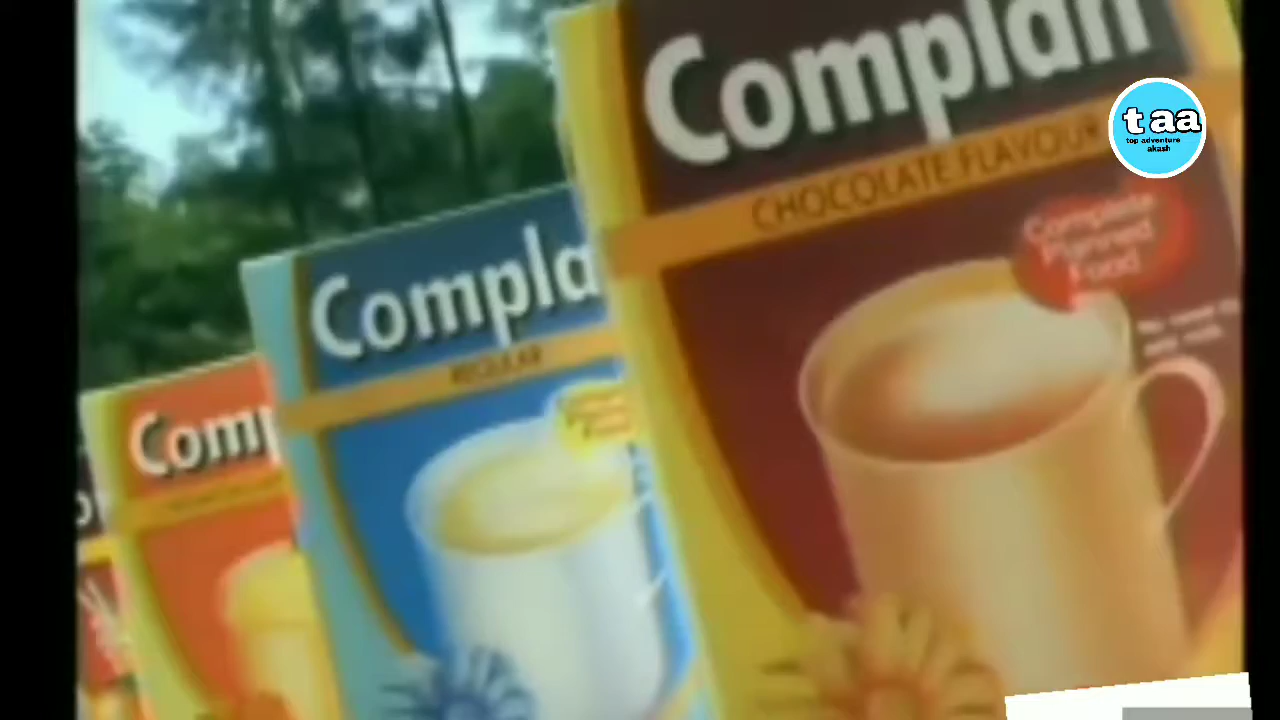 Complan
CHOCOLATE FLAVOUR
taa
top adventure
akash
Complete
Planned
Food
Compla
REGULAR
Comp